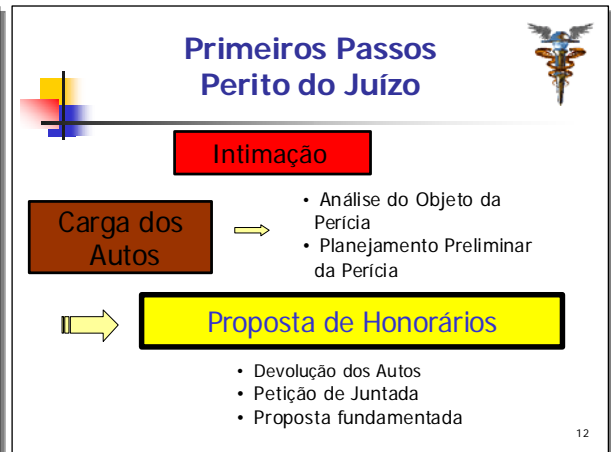 Primeiros Passos
Perito do Juízo
Intimação
Carga dos
Autos
• Análise do Objeto da
Perícia
• Planejamento Preliminar
da Perícia
Proposta de Honorários
• Devolução dos Autos
• Petição de Juntada
• Proposta fundamentada
12